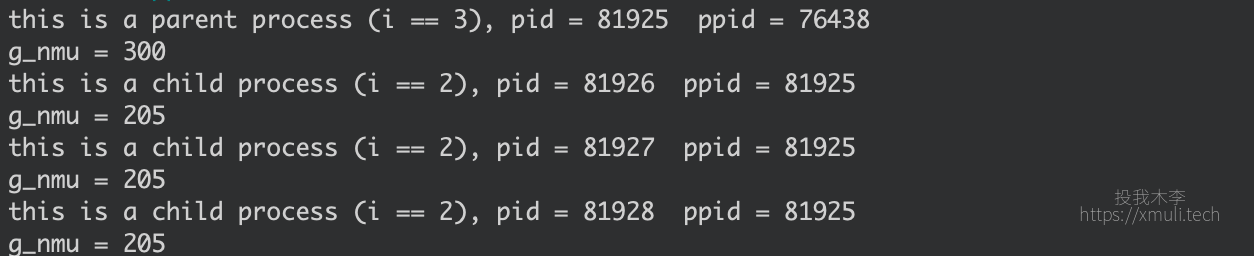 this is a parent process (i == 3), pid = 81925  ppid = 76438
g_nmu = 300
this is a child process (i == 2), pid = 81926  ppid = 81925
g_nmu = 205
this is a child process (i == 2), pid = 81927  ppid = 81925
g_nmu = 205
this is a child process (i == 2), pid = 81928  ppid = 81925
g_nmu = 205
投我木李
https://xmuli.tech